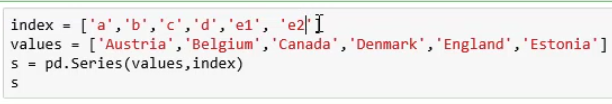 index = ['a','b','c','d','e1', 'e2']
values = ['Austria','Belgium','Canada','Denmark','England','Estonia']
s = pd.Series(values,index)
s